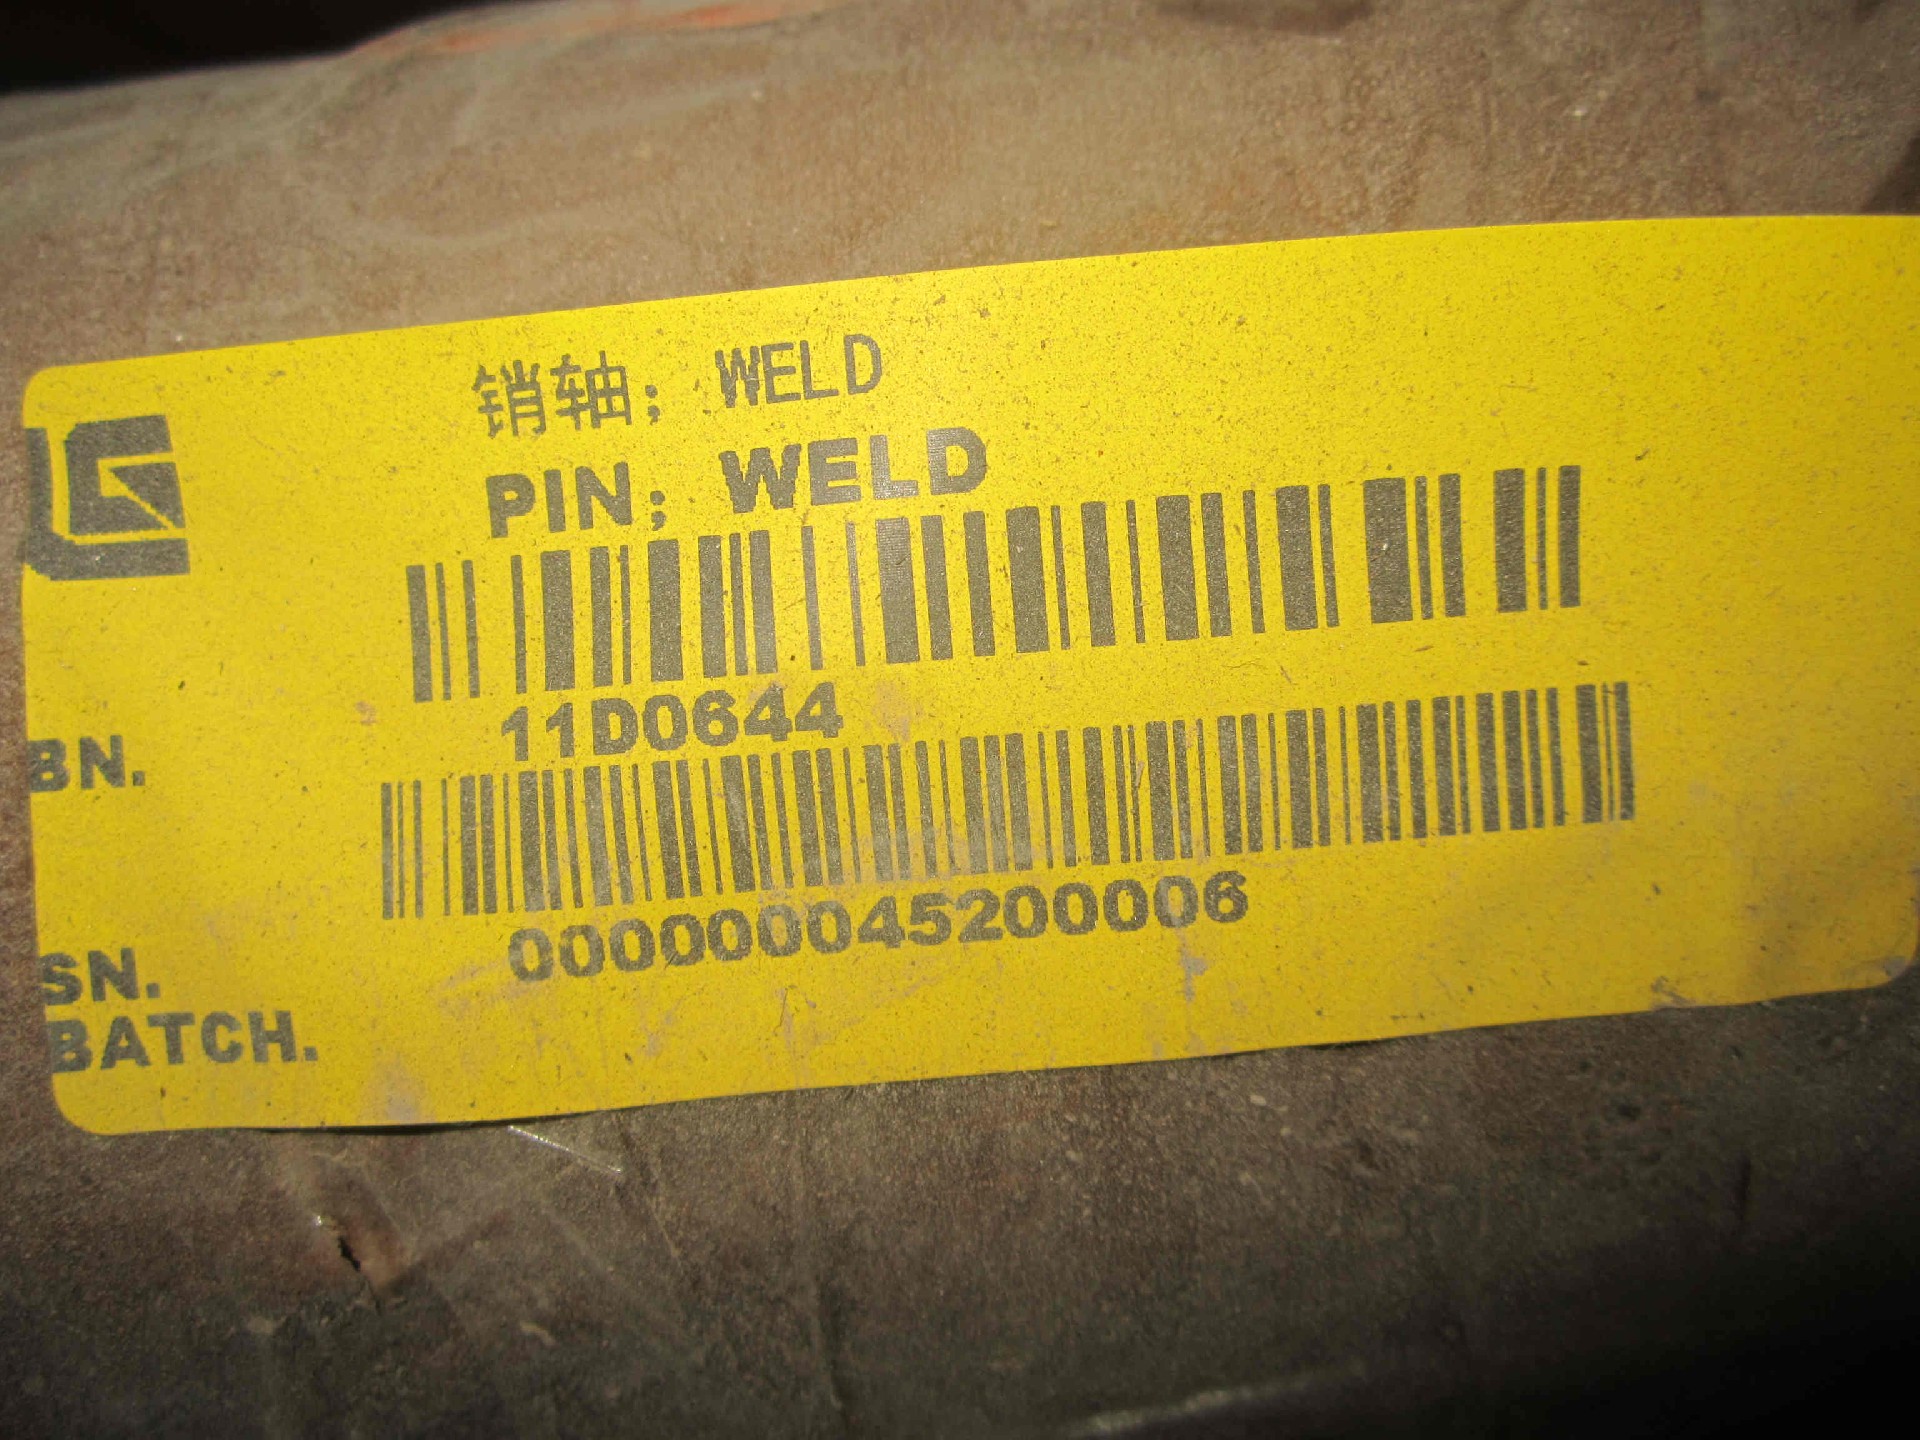 销轴；WELD
PIN；WELD
BN. 11D0644
SN. 000000045200006
BATCH.